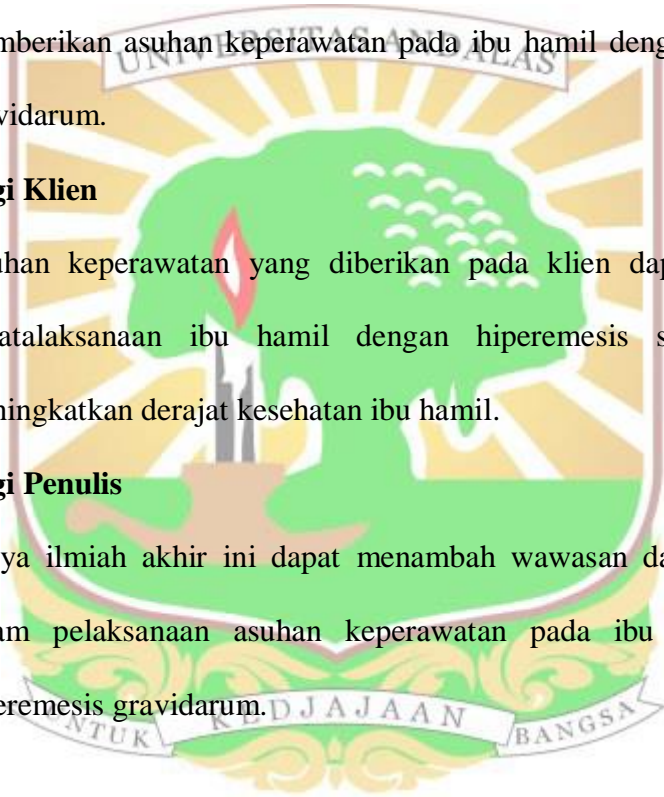 mberikan asuhan keperawatan pada ibu hamil deng
UNIVERSITAS ANDALAS
vidarum.
gi Klien
uhan keperawatan yang diberikan pada klien dap
atalaksanaan ibu hamil dengan hiperemesis s
ningkatkan derajat kesehatan ibu hamil.
gi Penulis
ya ilmiah akhir ini dapat menambah wawasan da
am pelaksanaan asuhan keperawatan pada ibu
eremesis gravidarum.
UNTUK KEDJAJAAN BANGSA